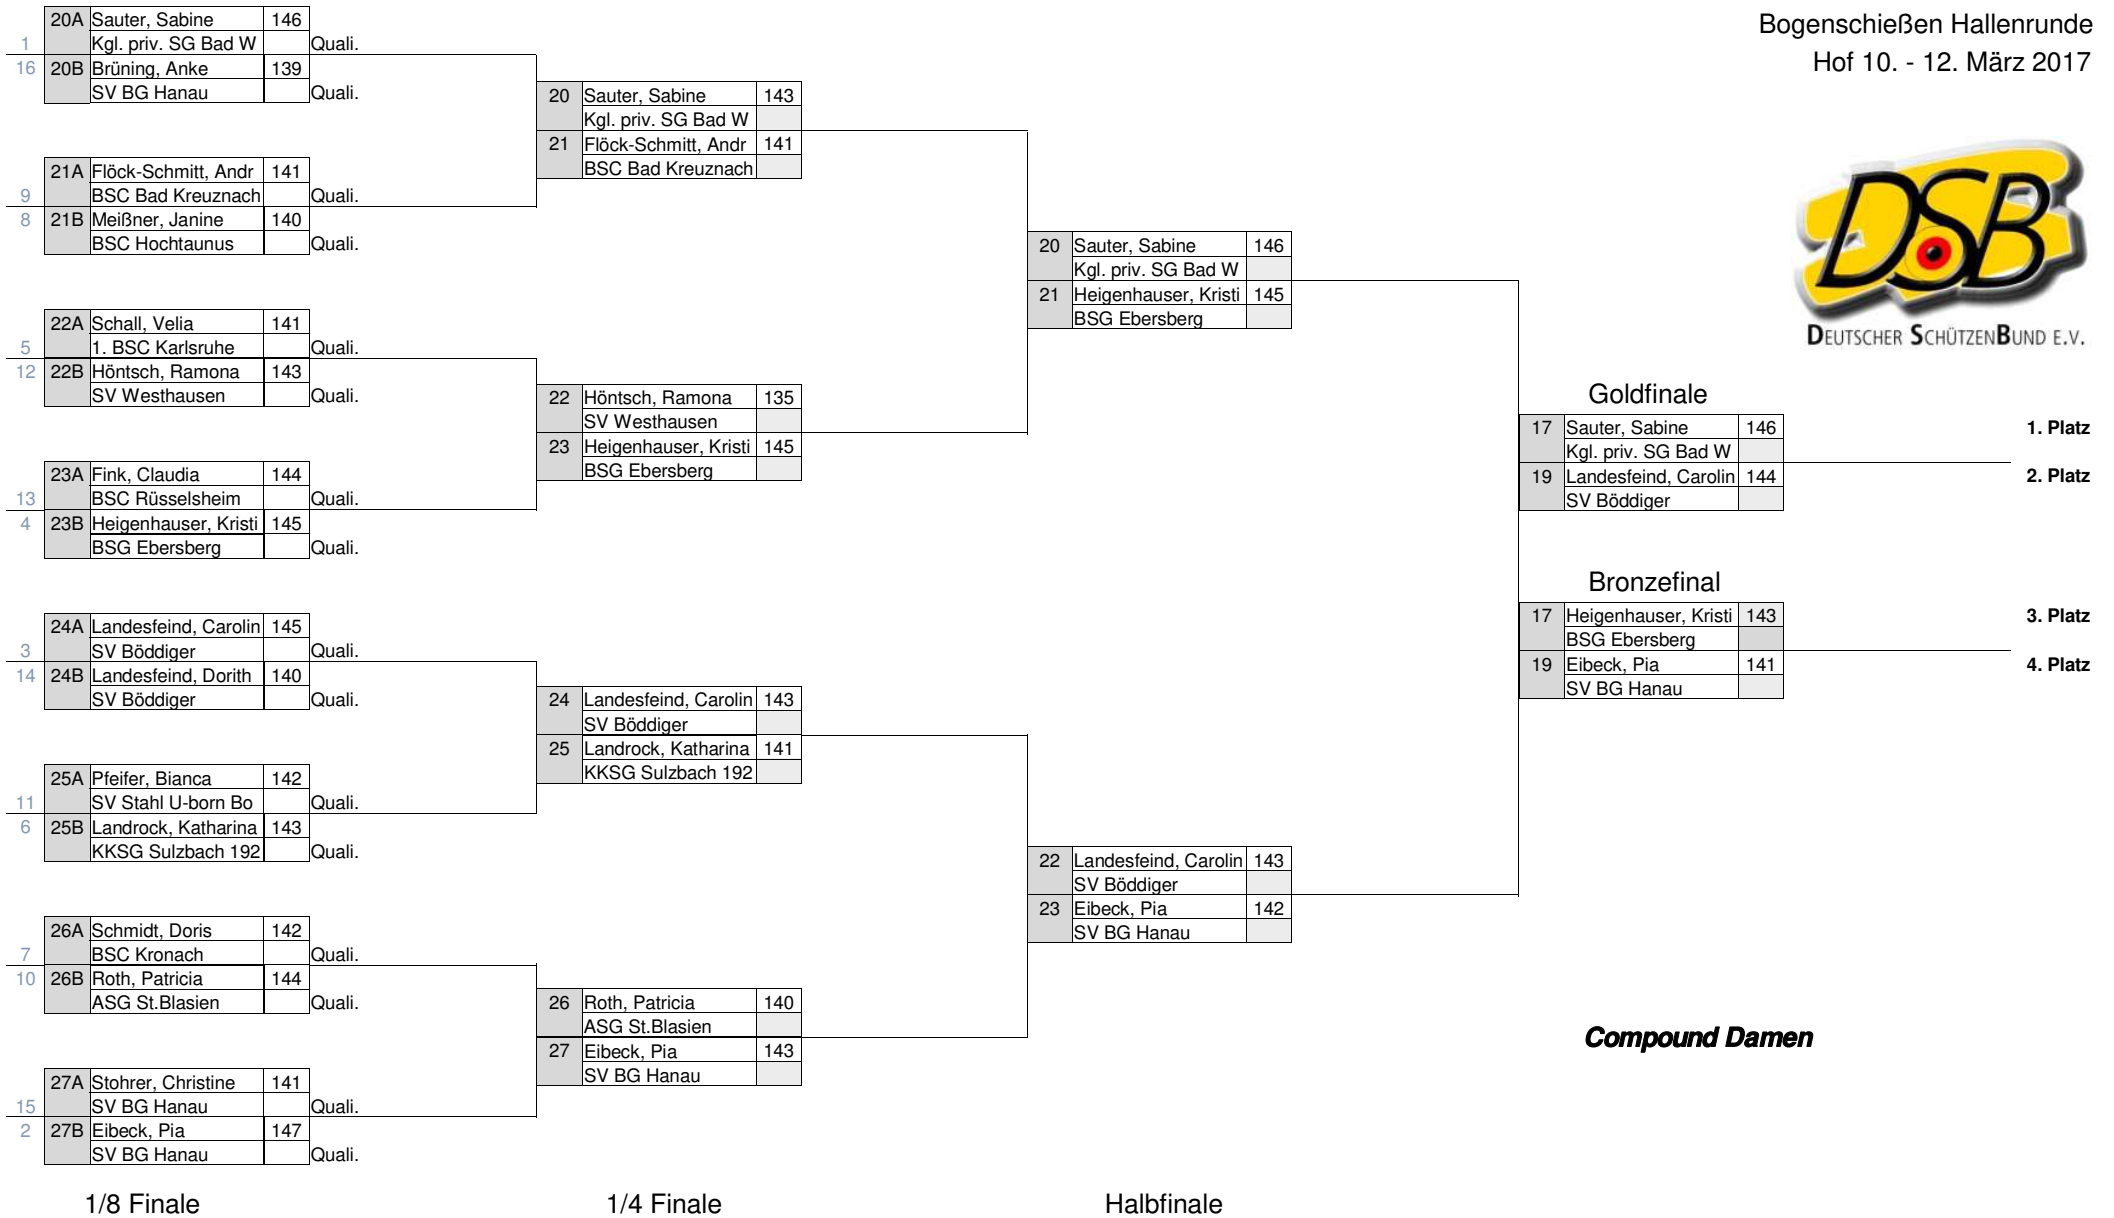 Bogenschießen Hallenrunde
Hof 10. - 12. März 2017
DSB
DEUTSCHER SCHÜTZENBUND E.V.
20A Sauter, Sabine 146
1 Kgl. priv. SG Bad W Quali.
16 20B Brüning, Anke 139
SV BG Hanau Quali.
21A Flöck-Schmitt, Andr 141
9 BSC Bad Kreuznach Quali.
8 21B Meißner, Janine 140
BSC Hochtaunus Quali.
22A Schall, Velia 141
5 1. BSC Karlsruhe Quali.
12 22B Höntsch, Ramona 143
SV Westhausen Quali.
23A Fink, Claudia 144
13 BSC Rüsselsheim Quali.
4 23B Heigenhauser, Kristi 145
BSG Ebersberg Quali.
24A Landesfeind, Carolin 145
3 SV Böddiger Quali.
14 24B Landesfeind, Dorith 140
SV Böddiger Quali.
25A Pfeifer, Bianca 142
11 SV Stahl U-born Bo Quali.
6 25B Landrock, Katharina 143
KKSG Sulzbach 192 Quali.
26A Schmidt, Doris 142
7 BSC Kronach Quali.
10 26B Roth, Patricia 144
ASG St.Blasien Quali.
27A Stohrer, Christine 141
15 SV BG Hanau Quali.
2 27B Eibeck, Pia 147
SV BG Hanau Quali.
1/8 Finale
20 Sauter, Sabine 143
Kgl. priv. SG Bad W
21 Flöck-Schmitt, Andr 141
BSC Bad Kreuznach
22 Höntsch, Ramona 135
SV Westhausen
23 Heigenhauser, Kristi 145
BSG Ebersberg
24 Landesfeind, Carolin 143
SV Böddiger
25 Landrock, Katharina 141
KKSG Sulzbach 192
26 Roth, Patricia 140
ASG St.Blasien
27 Eibeck, Pia 143
SV BG Hanau
1/4 Finale
20 Sauter, Sabine 146
Kgl. priv. SG Bad W
21 Heigenhauser, Kristi 145
BSG Ebersberg
22 Landesfeind, Carolin 143
SV Böddiger
23 Eibeck, Pia 142
SV BG Hanau
Halbfinale
Goldfinale
17 Sauter, Sabine 146 1. Platz
Kgl. priv. SG Bad W
19 Landesfeind, Carolin 144 2. Platz
SV Böddiger
Bronzefinal
17 Heigenhauser, Kristi 143 3. Platz
BSG Ebersberg
19 Eibeck, Pia 141 4. Platz
SV BG Hanau
Compound Damen